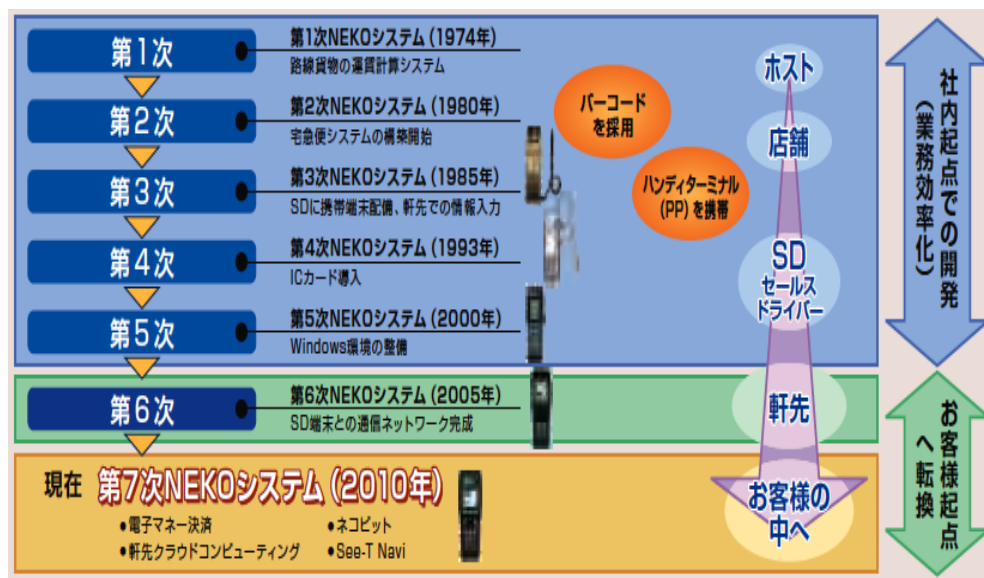 第1次
第1次NEKOシステム(1974年)
路線貨物の運賃計算システム
第2次
第2次NEKOシステム(1980年)
宅急便システムの構築開始
第3次
第3次NEKOシステム(1985年)
SDに携帯端末配備、軒先での情報入力
第4次
第4次NEKOシステム(1993年)
ICカード導入
第5次
第5次NEKOシステム(2000年)
Windows環境の整備
第6次
第6次NEKOシステム(2005年)
SD端末との通信ネットワーク完成
現在 第7次NEKOシステム(2010年)
●電子マネー決済 ●ネコピット
●軒先クラウドコンピューティング ●See-T Navi
バーコード
を採用
ハンディターミナル
(PP)を携帯
ホスト
店舗
SD
セールス
ドライバー
軒先
お客様の
中へ
社内起点での開発
(業務効率化)
お客様起点
へ転換